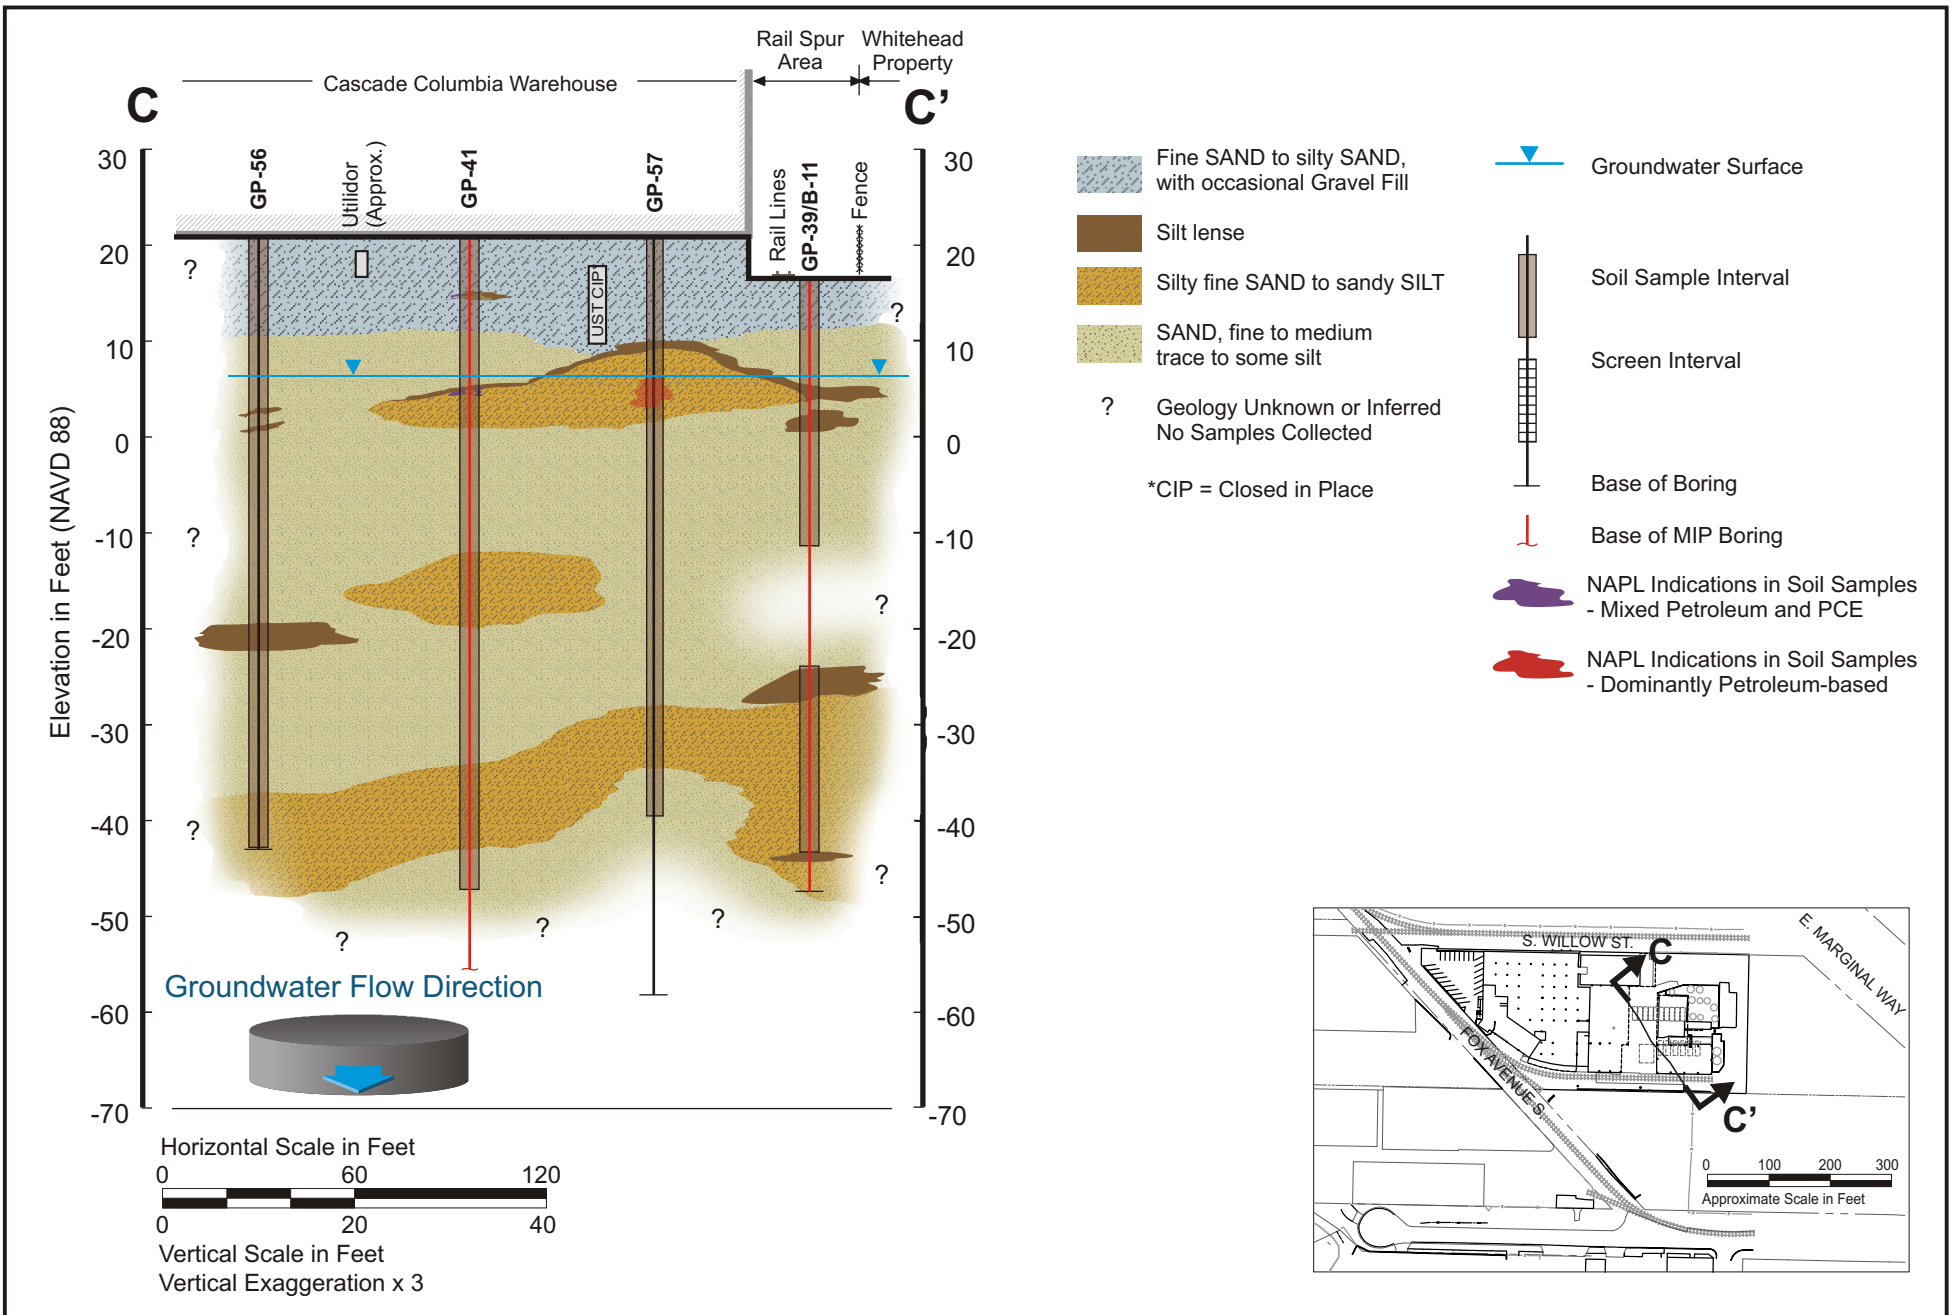 Rail Spur
Area
Whitehead
Property
Cascade Columbia Warehouse
C
C’
GP-56
Utilidor
(Approx.)
GP-41
GP-57
Rail Lines
GP-39/B-11
Fence
UST CIP
Elevation in Feet (NAVD 88)
30
20
10
0
-10
-20
-30
-40
-50
-60
-70
30
20
10
0
-10
-20
-30
-40
-50
-60
-70
?
?
?
?
?
?
?
?
?
?
Groundwater Flow Direction
Horizontal Scale in Feet
0 60 120
0 20 40
Vertical Scale in Feet
Vertical Exaggeration x 3
Fine SAND to silty SAND,
with occasional Gravel Fill
Silt lense
Silty fine SAND to sandy SILT
SAND, fine to medium
trace to some silt
? Geology Unknown or Inferred
No Samples Collected
*CIP = Closed in Place
Groundwater Surface
Soil Sample Interval
Screen Interval
Base of Boring
Base of MIP Boring
NAPL Indications in Soil Samples
- Mixed Petroleum and PCE
NAPL Indications in Soil Samples
- Dominantly Petroleum-based
S. WILLOW ST.
E. MARGINAL WAY
FOX AVENUE S.
C
C’
0 100 200 300
Approximate Scale in Feet